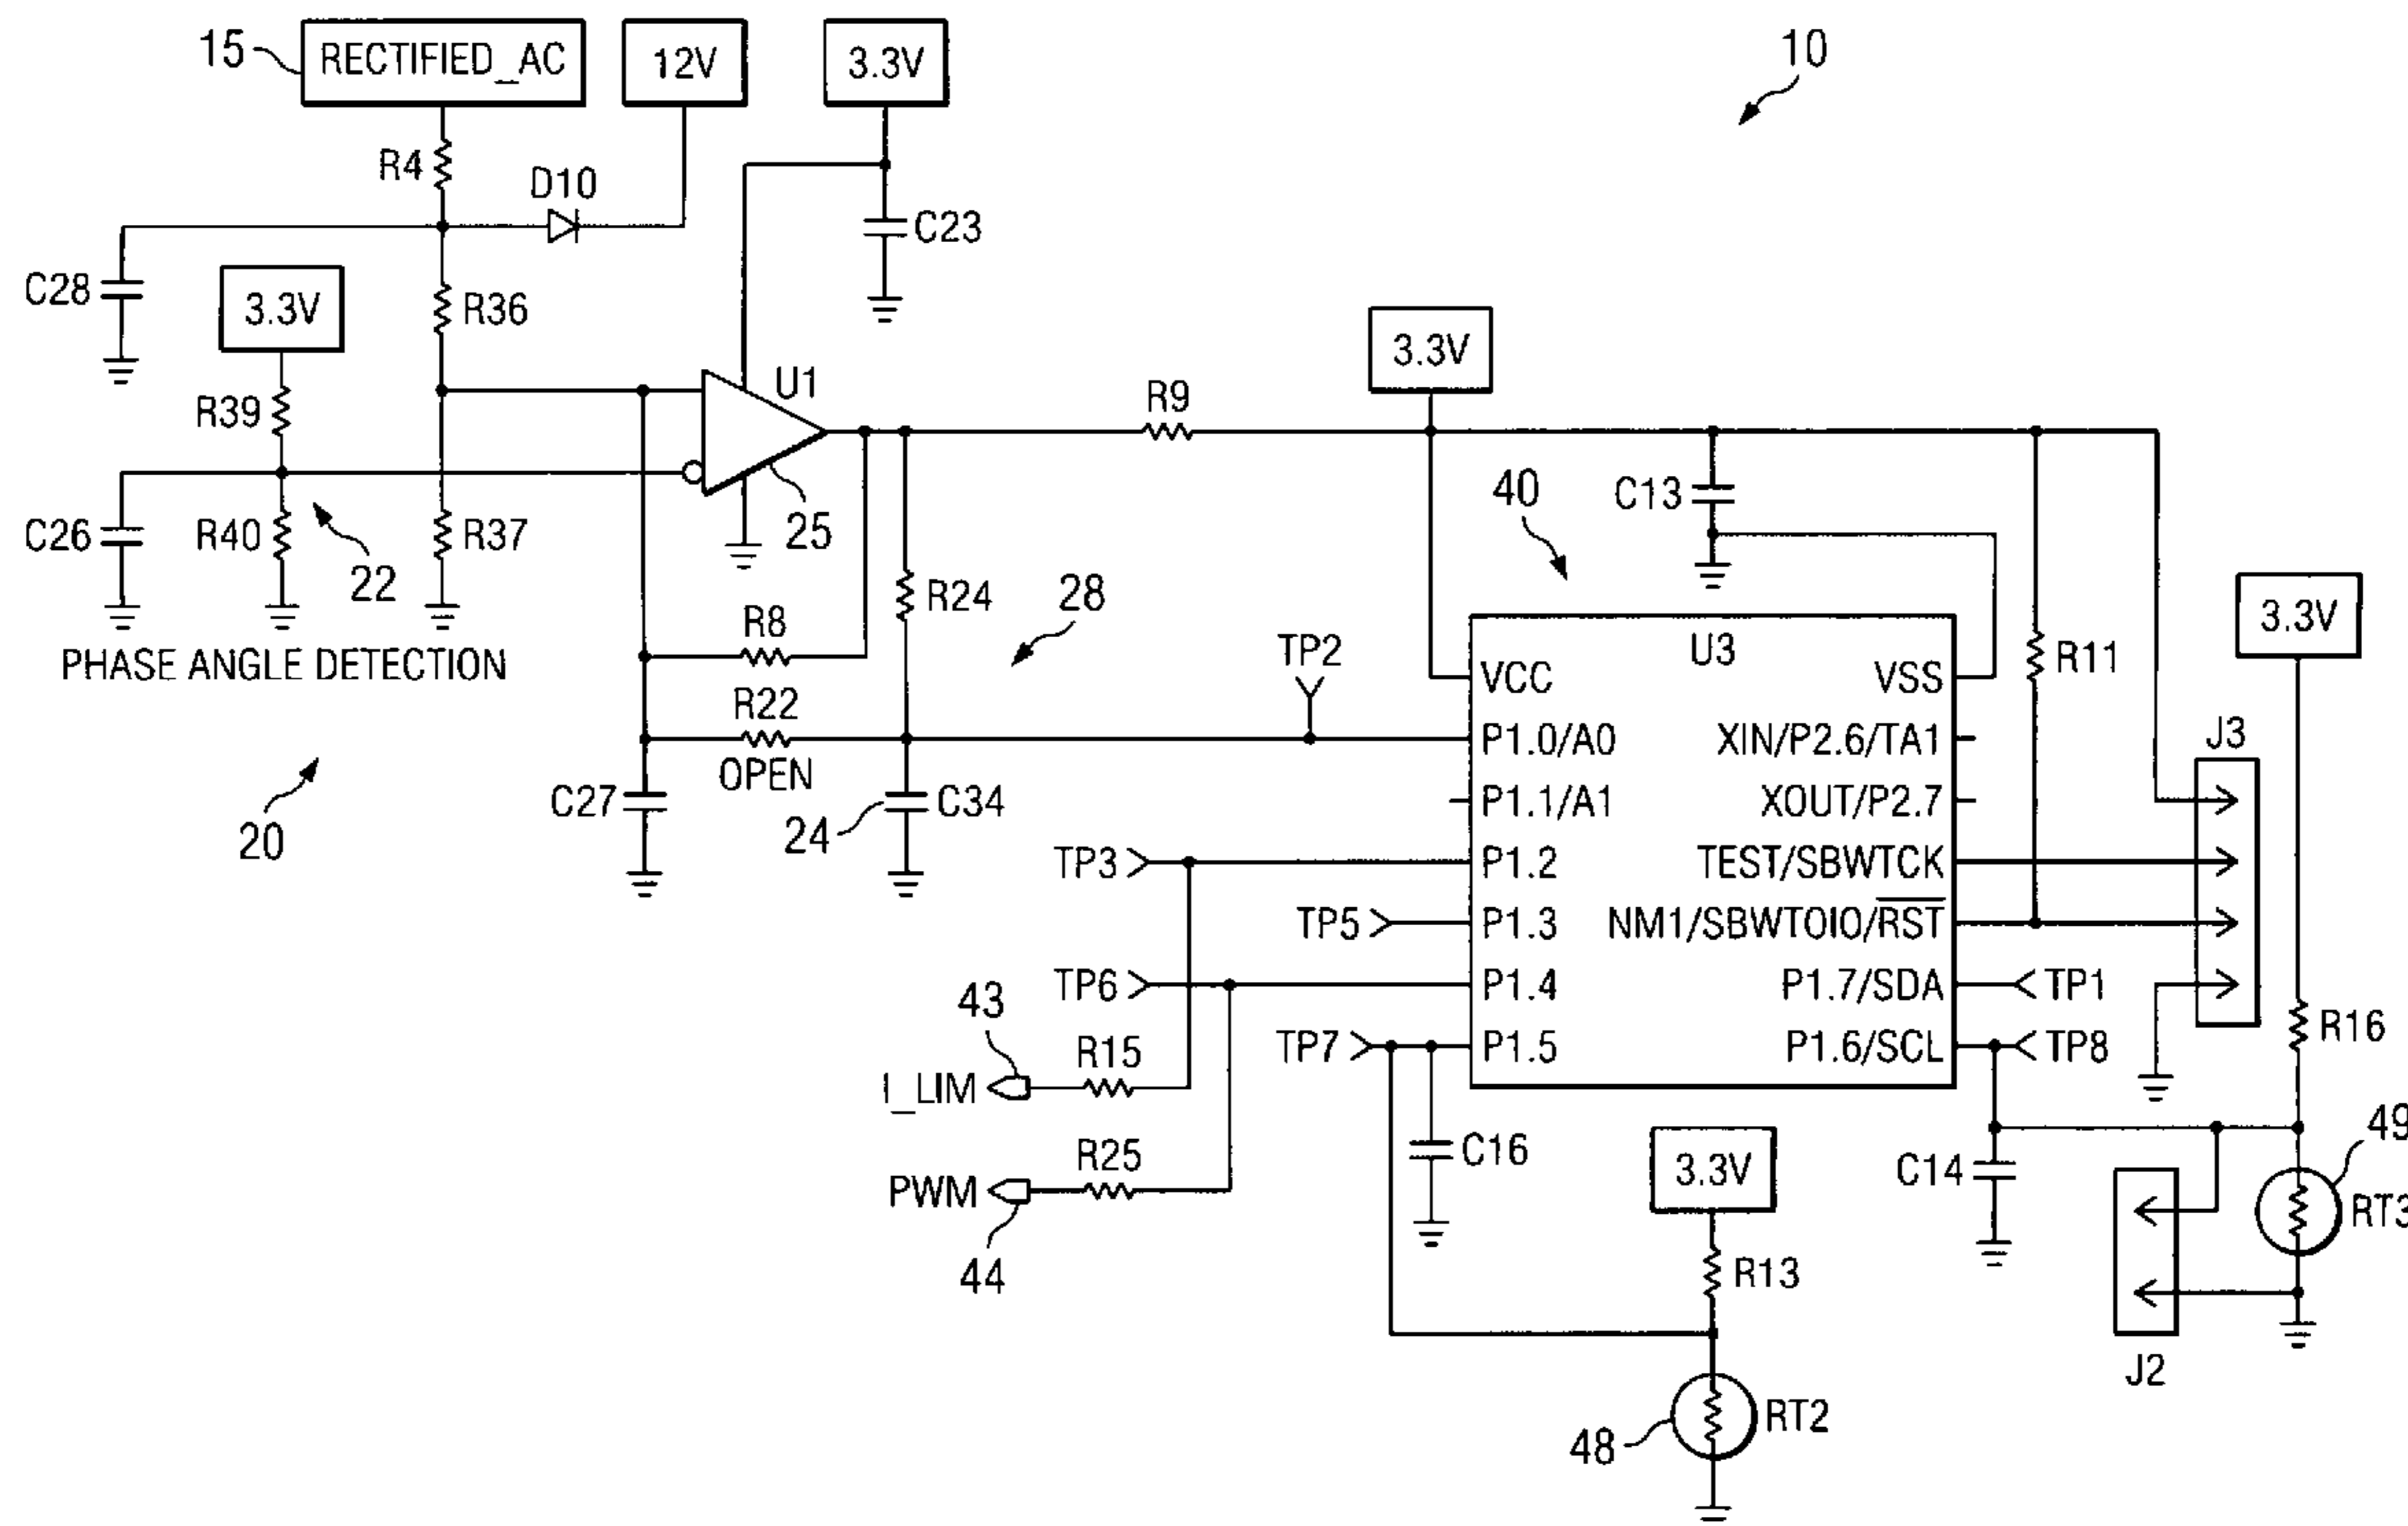 15
RECTIFIED_AC
12V
3.3V
10
R4
D10
C23
C28
3.3V
R36
3.3V
U1
R39
R9
40
C13
C26
R40
R37
25
22
R24
28
R8
TP2
U3
R11
3.3V
PHASE ANGLE DETECTION
VCC
VSS
R22
P1.0/A0
XIN/P2.6/TA1
J3
OPEN
20
C27
24
C34
P1.1/A1
XOUT/P2.7
TP3
P1.2
TEST/SBWTCK
TP5
P1.3
NM1/SBWTOIO/RST
TP6
P1.4
P1.7/SDA
TP1
43
TP7
P1.5
P1.6/SCL
TP8
R16
I_LIM
R15
49
PWM
R25
C16
3.3V
C14
RT3
44
R13
J2
48
RT2